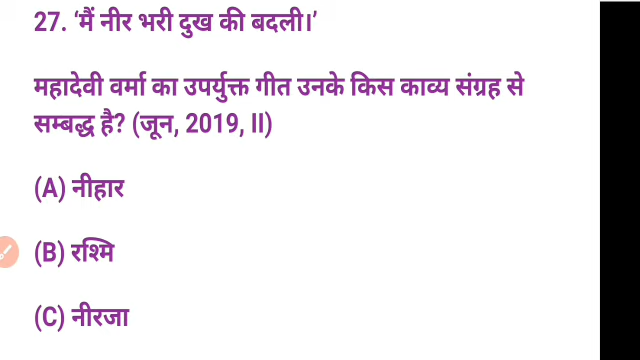 27. ‘मैं नीर भरी दुख की बदली।’
महादेवी वर्मा का उपर्युक्त गीत उनके किस काव्य संग्रह से
सम्बद्ध है? (जून, 2019, II)
(A) नीहार
(B) रश्मि
(C) नीरजा